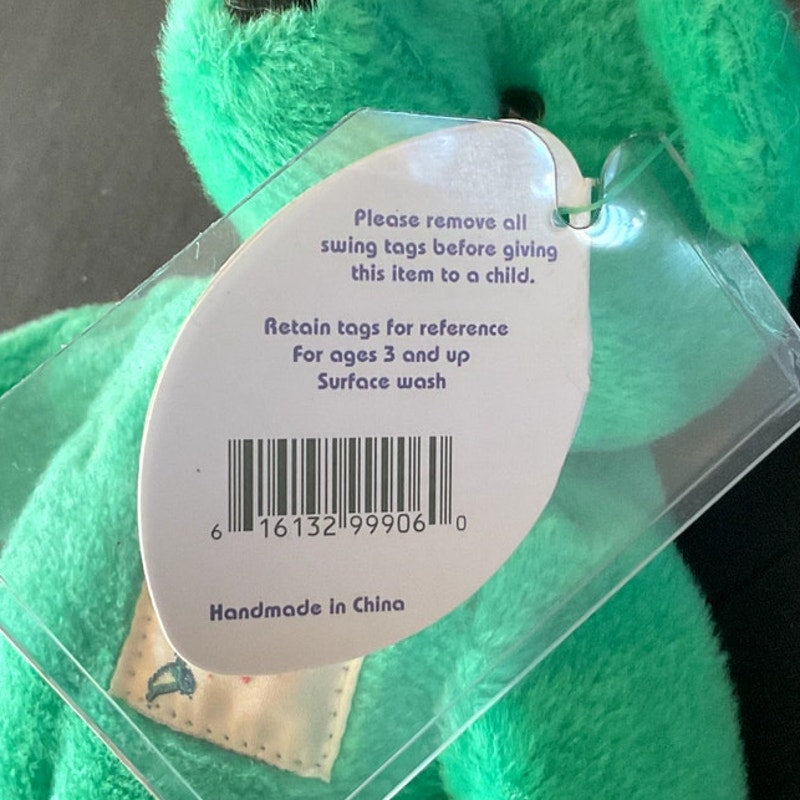 Please remove all
swing tags before giving
this item to a child.
Retain tags for reference
For ages 3 and up
Surface wash
6 16132 99906 0
Handmade in China